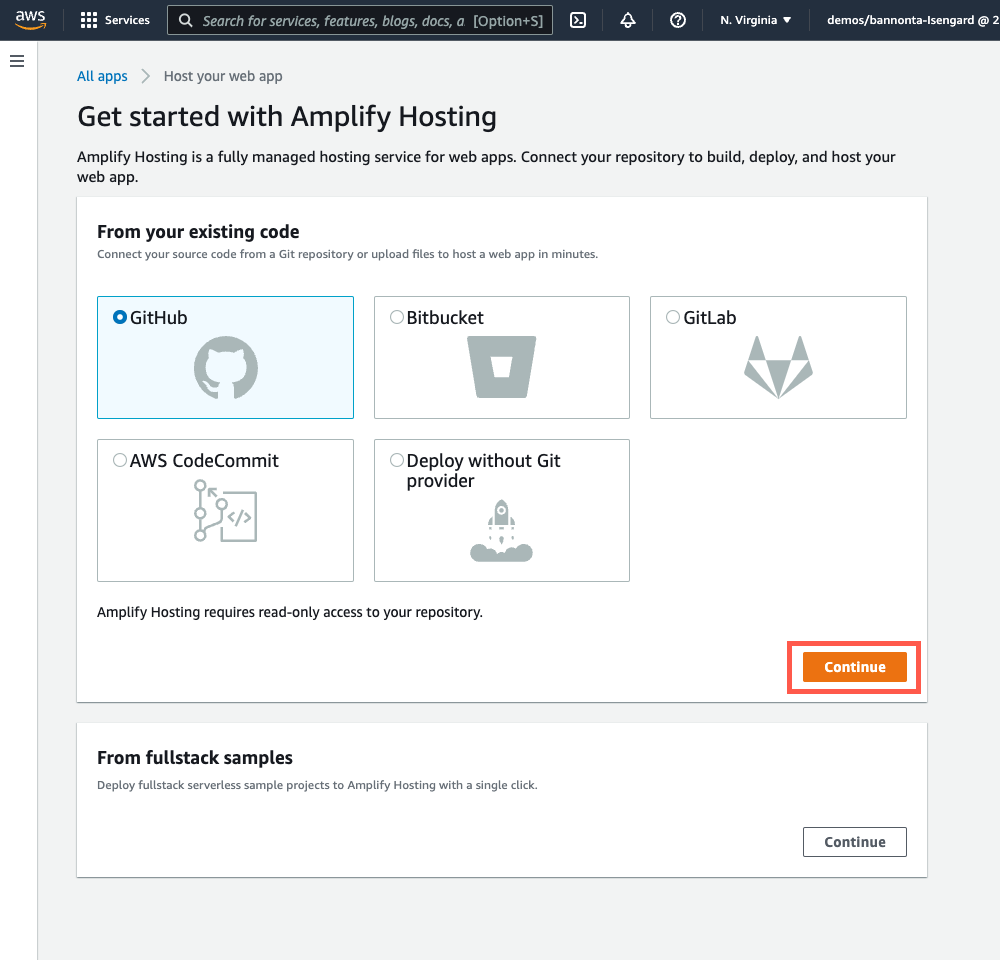 aws
Services
Search for services, features, blogs, docs, a [Option+S]
N. Virginia
demos/bannonta-Isengard @ 2
All apps
Host your web app
Get started with Amplify Hosting
Amplify Hosting is a fully managed hosting service for web apps. Connect your repository to build, deploy, and host your
web app.
From your existing code
Connect your source code from a Git repository or upload files to host a web app in minutes.
GitHub
Bitbucket
GitLab
AWS CodeCommit
Deploy without Git
provider
Amplify Hosting requires read-only access to your repository.
Continue
From fullstack samples
Deploy fullstack serverless sample projects to Amplify Hosting with a single click.
Continue